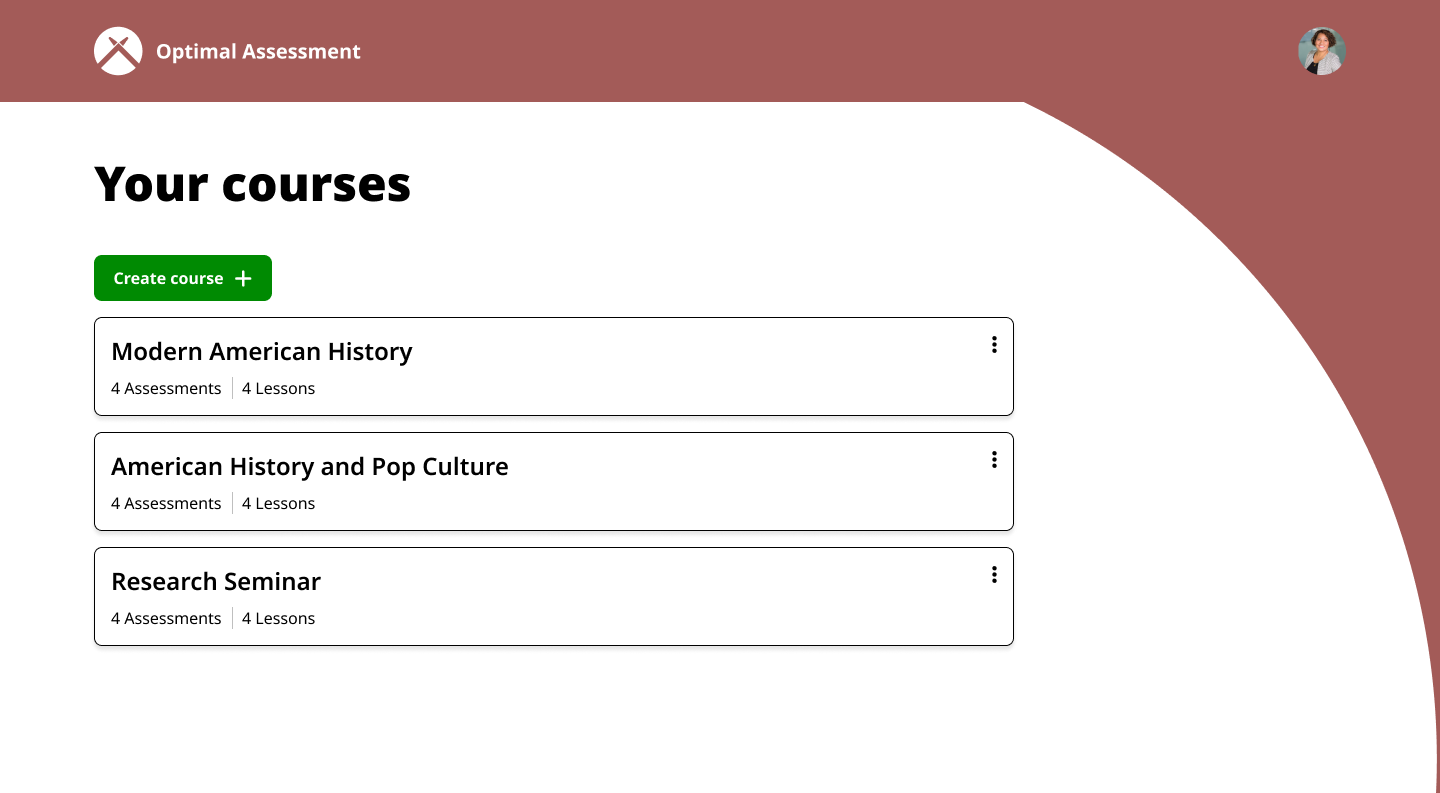 Optimal Assessment
Your courses
Create course
Modern American History
4 Assessments 4 Lessons
American History and Pop Culture
4 Assessments 4 Lessons
Research Seminar
4 Assessments 4 Lessons